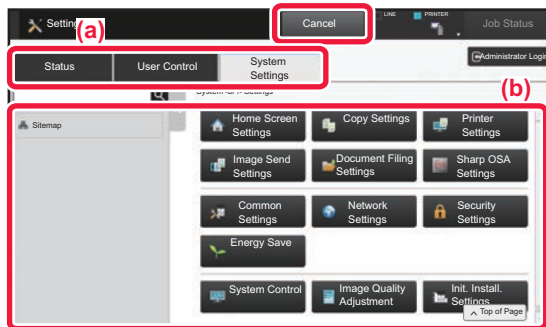 Settings
(a)
Cancel
LINE
PRINTER
Job Status
Status
User Control
System
Settings
Administrator Login
(b)
Settings
Sitemap
Home Screen
Settings
Copy Settings
Printer
Settings
Image Send
Settings
Document Filing
Settings
Sharp OSA
Settings
Common
Settings
Network
Settings
Security
Settings
Energy Save
System Control
Image Quality
Adjustment
Init. Install.
Settings
Top of Page